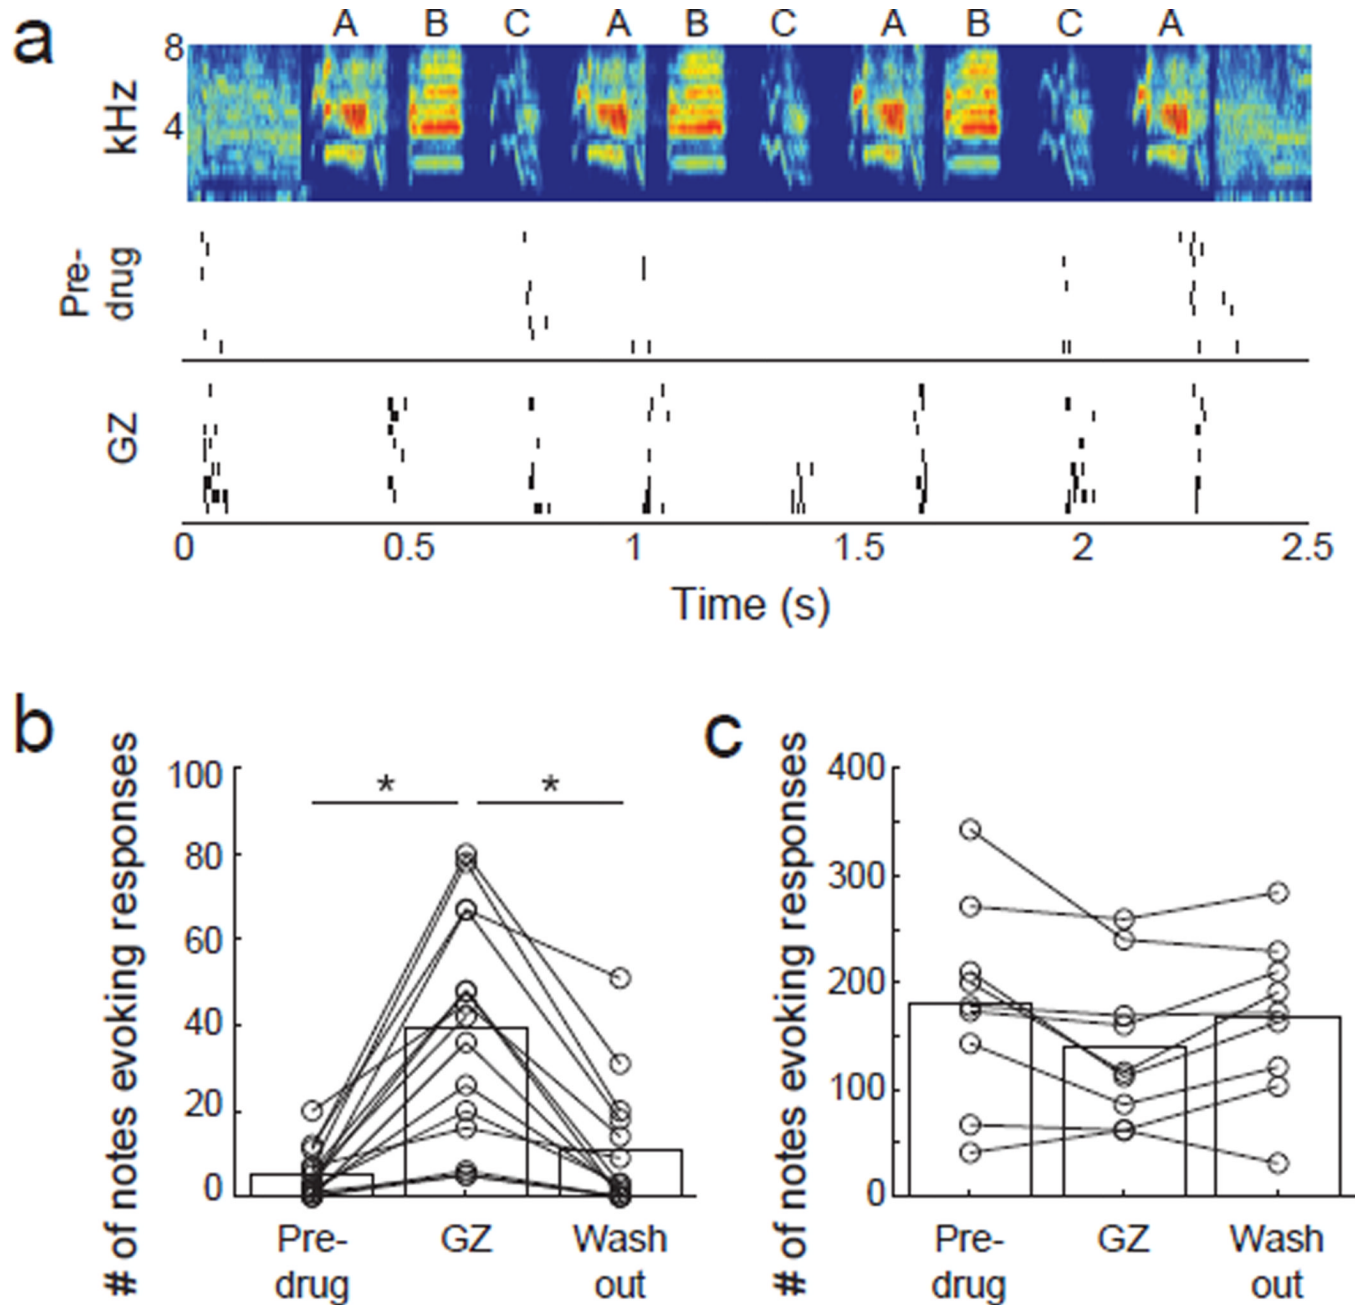 a
A B C A B C A B C A
8
4
kHz
Pre-
drug
GZ
0 0.5 1 1.5 2 2.5
Time (s)
b
# of notes evoking responses
100
80
60
40
20
0
* *
Pre-
drug
GZ
Wash
out
c
# of notes evoking responses
400
300
200
100
0
Pre-
drug
GZ
Wash
out